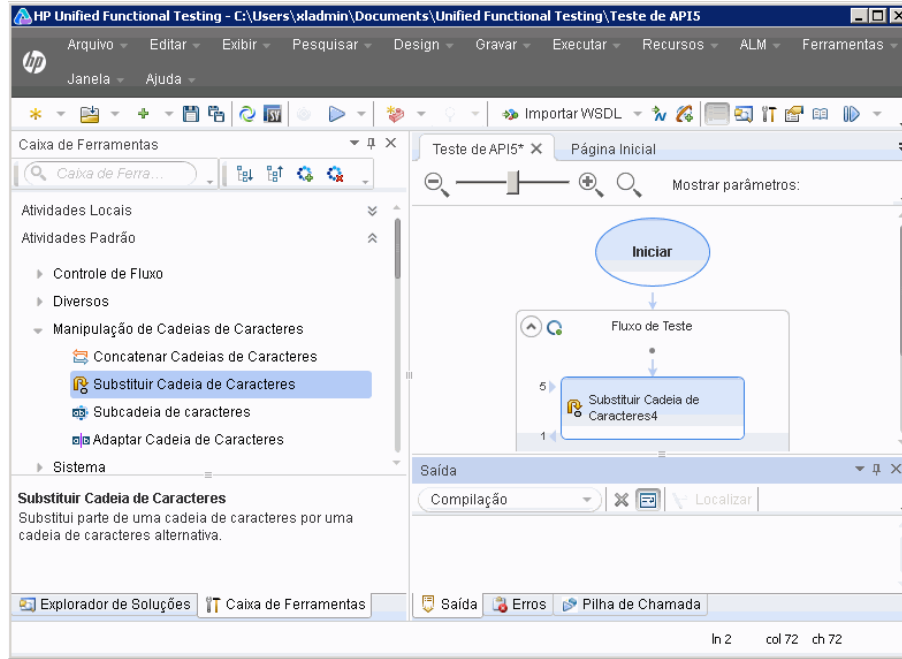 HP Unified Functional Testing - C:\Users\xladmin\Documents\Unified Functional Testing\Teste de API5
hp
Arquivo Editar Exibir Pesquisar Design Gravar Executar Recursos ALM Ferramentas
Janela Ajuda
Importar WSDL
Caixa de Ferramentas
Caixa de Ferra...
Atividades Locais
Atividades Padrão
Controle de Fluxo
Diversos
Manipulação de Cadeias de Caracteres
Concatenar Cadeias de Caracteres
Substituir Cadeia de Caracteres
Subcadeia de caracteres
Adaptar Cadeia de Caracteres
Sistema
Substituir Cadeia de Caracteres
Substitui parte de uma cadeia de caracteres por uma
cadeia de caracteres alternativa.
Explorador de Soluções Caixa de Ferramentas
Teste de API5* Página Inicial
Mostrar parâmetros:
Iniciar
Fluxo de Teste
5
Substituir Cadeia de
Caracteres4
1
Saída
Compilação Localizar
Saída Erros Pilha de Chamada
ln 2 col 72 ch 72